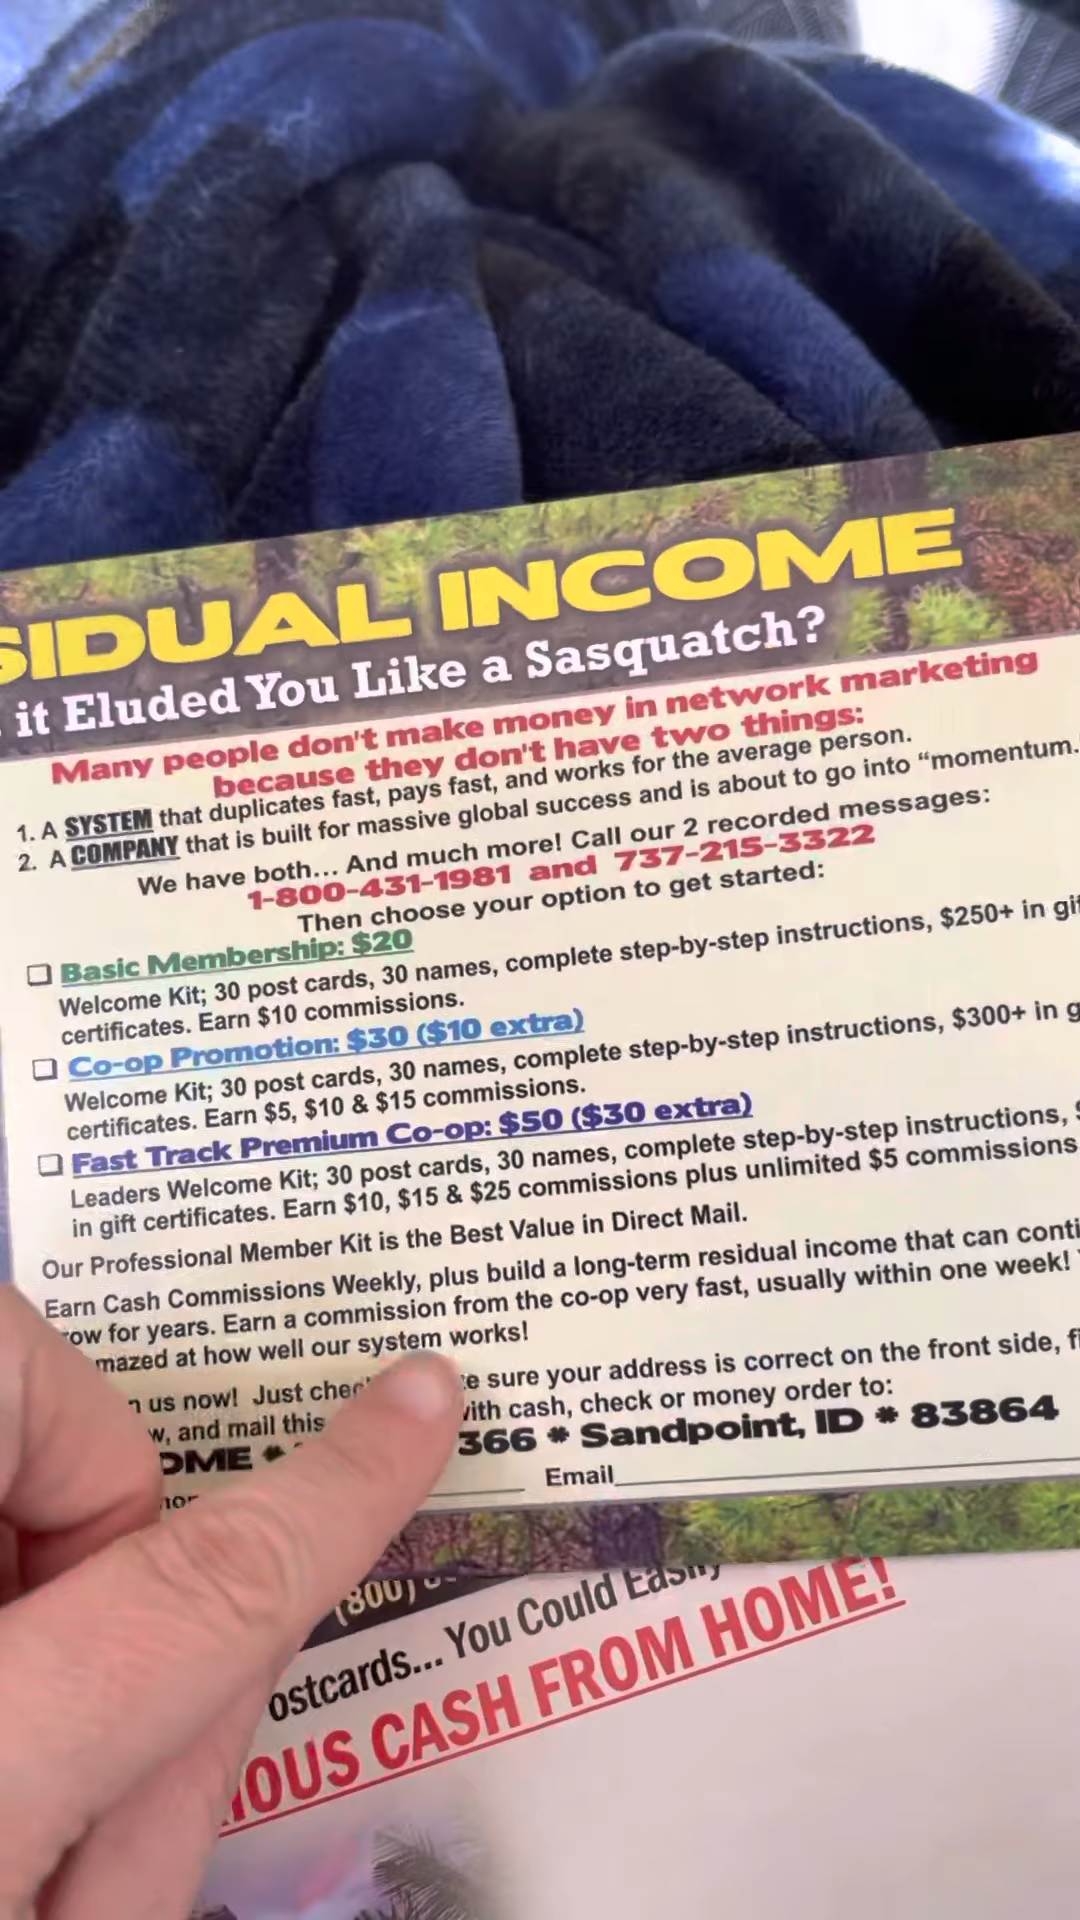 SIDUAL INCOME
it Eluded You Like a Sasquatch?
Many people don't make money in network marketing
because they don't have two things:
1. A SYSTEM that duplicates fast, pays fast, and works for the average person.
2. A COMPANY that is built for massive global success and is about to go into “momentum.
We have both... And much more! Call our 2 recorded messages:
1-800-431-1981 and 737-215-3322
Then choose your option to get started:
Basic Membership: $20
Welcome Kit; 30 post cards, 30 names, complete step-by-step instructions, $250+ in gif
certificates. Earn $10 commissions.
Co-op Promotion: $30 ($10 extra)
Welcome Kit; 30 post cards, 30 names, complete step-by-step instructions, $300+ in g
certificates. Earn $5, $10 & $15 commissions.
Fast Track Premium Co-op: $50 ($30 extra)
Leaders Welcome Kit; 30 post cards, 30 names, complete step-by-step instructions, $
in gift certificates. Earn $10, $15 & $25 commissions plus unlimited $5 commissions
Our Professional Member Kit is the Best Value in Direct Mail.
Earn Cash Commissions Weekly, plus build a long-term residual income that can conti
ow for years. Earn a commission from the co-op very fast, usually within one week!
mazed at how well our system works!
us now! Just chec sure your address is correct on the front side, fi
w, and mail this with cash, check or money order to:
OME * 366 * Sandpoint, ID * 83864
Email
(800)
ostcards... You Could Easily
IOUS CASH FROM HOME!